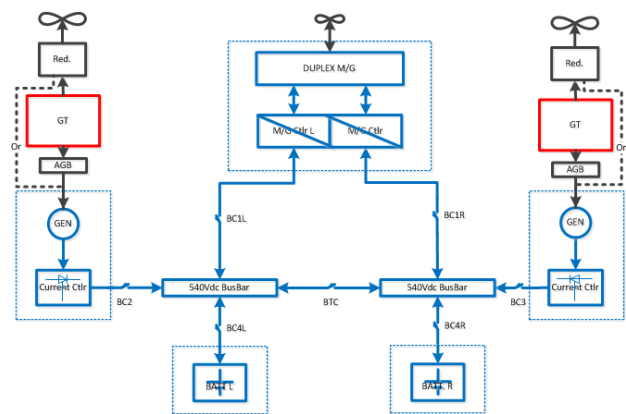 Red.
DUPLEX M/G
Red.
GT
GT
M/G Ctlr L
M/G Ctlr
Or
Or
AGB
AGB
GEN
GEN
BC1L
BC1R
Current Ctlr
540Vdc BusBar
540Vdc BusBar
Current Ctlr
BC2
BTC
BC3
BC4L
BC4R
BATT L
BATT. R